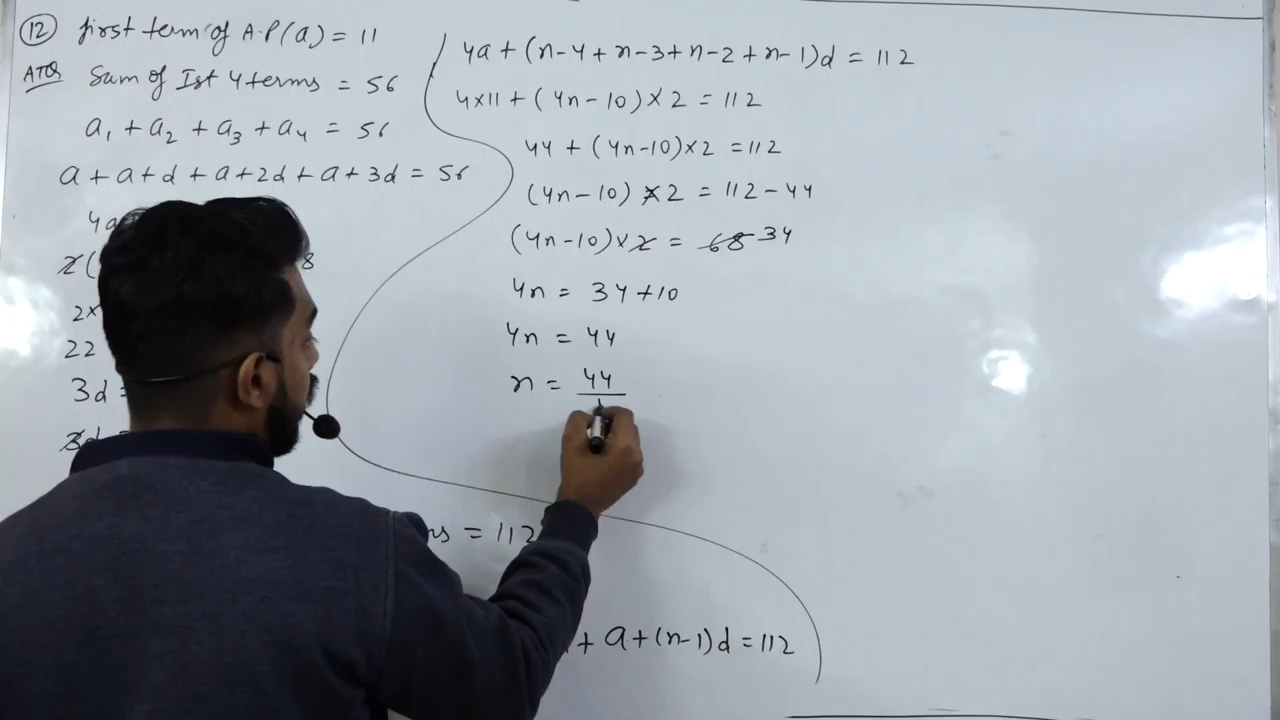 12 first term of A.P (a) = 11
ATQ Sum of Ist 4 terms = 56
a₁ + a₂ + a₃ + a₄ = 56
a + a + d + a + 2d + a + 3d = 56
4a
2(
8
2×
22
3d =
3d =
= 112
+ a + (n-1)d = 112
4a + (n-4 + n-3 + n-2 + n-1)d = 112
4×11 + (4n-10) × 2 = 112
44 + (4n-10)×2 = 112
(4n-10) ×2 = 112-44
(4n-10)×2 = 68 34
4n = 34+10
4n = 44
n = 44